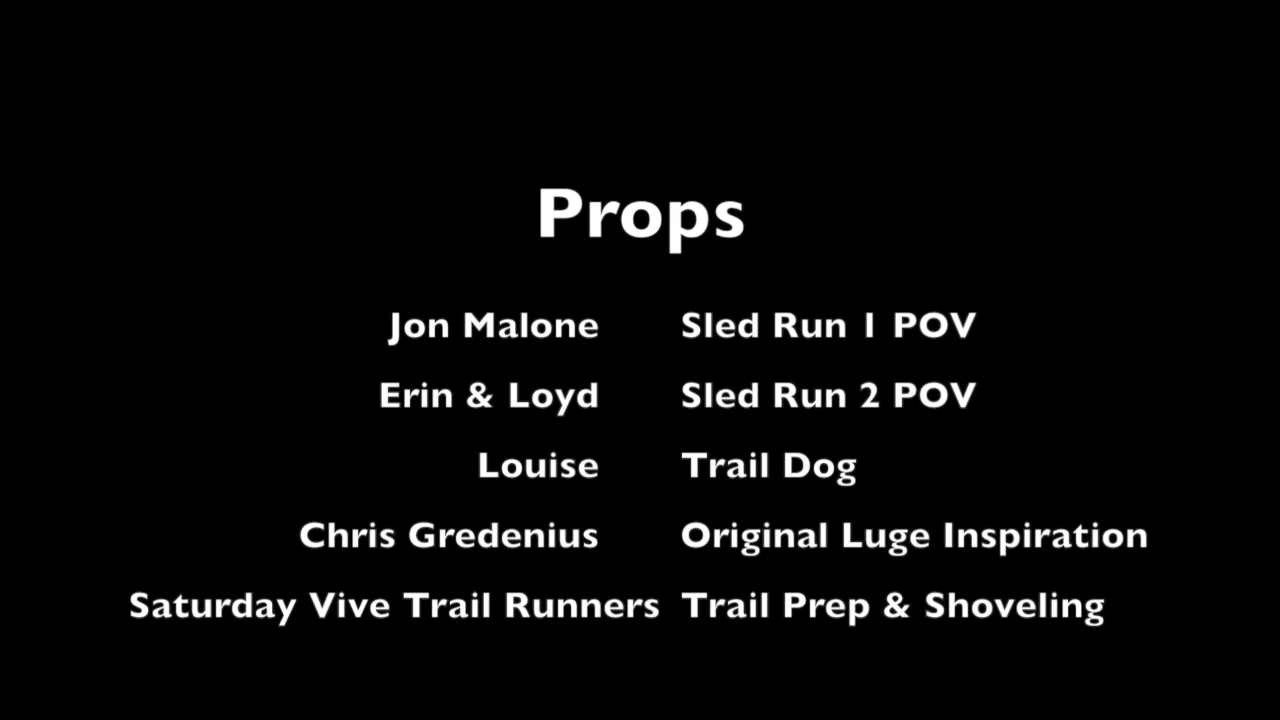 Props
Jon Malone Sled Run 1 POV
Erin & Loyd Sled Run 2 POV
Louise Trail Dog
Chris Gredenius Original Luge Inspiration
Saturday Vive Trail Runners Trail Prep & Shoveling